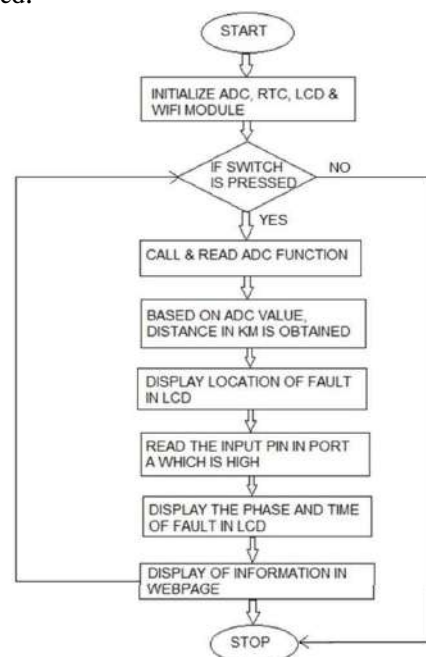 START
INITIALIZE ADC, RTC, LCD &
WIFI MODULE
IF SWITCH
IS PRESSED
NO
YES
CALL & READ ADC FUNCTION
BASED ON ADC VALUE,
DISTANCE IN KM IS OBTAINED
DISPLAY LOCATION OF FAULT
IN LCD
READ THE INPUT PIN IN PORT
A WHICH IS HIGH
DISPLAY THE PHASE AND TIME
OF FAULT IN LCD
DISPLAY OF INFORMATION IN
WEBPAGE
STOP